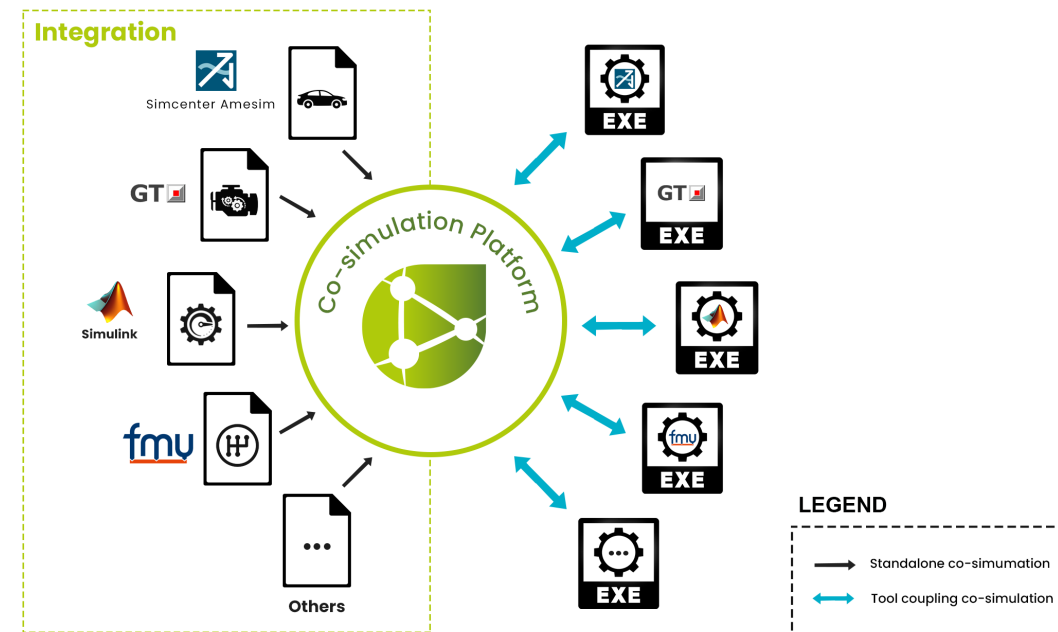 Integration
Simcenter Amesim
EXE
GT
GT
EXE
Co-simulation Platform
Simulink
EXE
fmu
fmu
EXE
Others
EXE
LEGEND
Standalone co-simumation
Tool coupling co-simulation